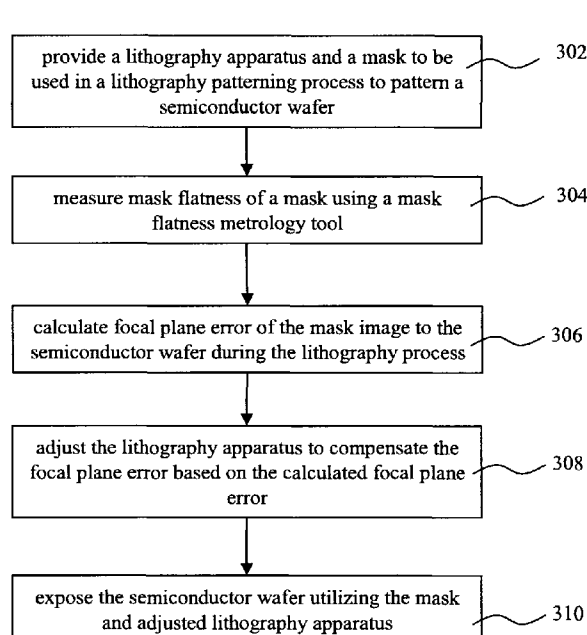 provide a lithography apparatus and a mask to be
used in a lithography patterning process to pattern a
semiconductor wafer
302
measure mask flatness of a mask using a mask
flatness metrology tool
304
calculate focal plane error of the mask image to the
semiconductor wafer during the lithography process
306
adjust the lithography apparatus to compensate the
focal plane error based on the calculated focal plane
error
308
expose the semiconductor wafer utilizing the mask
and adjusted lithography apparatus
310